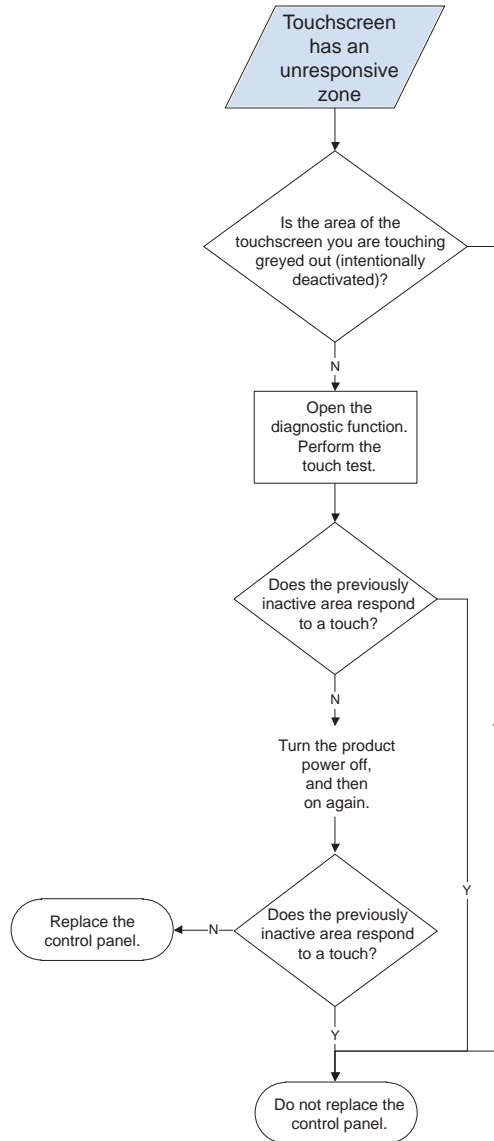 Touchscreen
has an
unresponsive
zone
Is the area of the
touchscreen you are touching
greyed out (intentionally
deactivated)?
N
Open the
diagnostic function.
Perform the
touch test.
Does the previously
inactive area respond
to a touch?
N
Turn the product
power off,
and then
on again.
Y
Does the previously
inactive area respond
to a touch?
N
Replace the
control panel.
Y
Do not replace the
control panel.